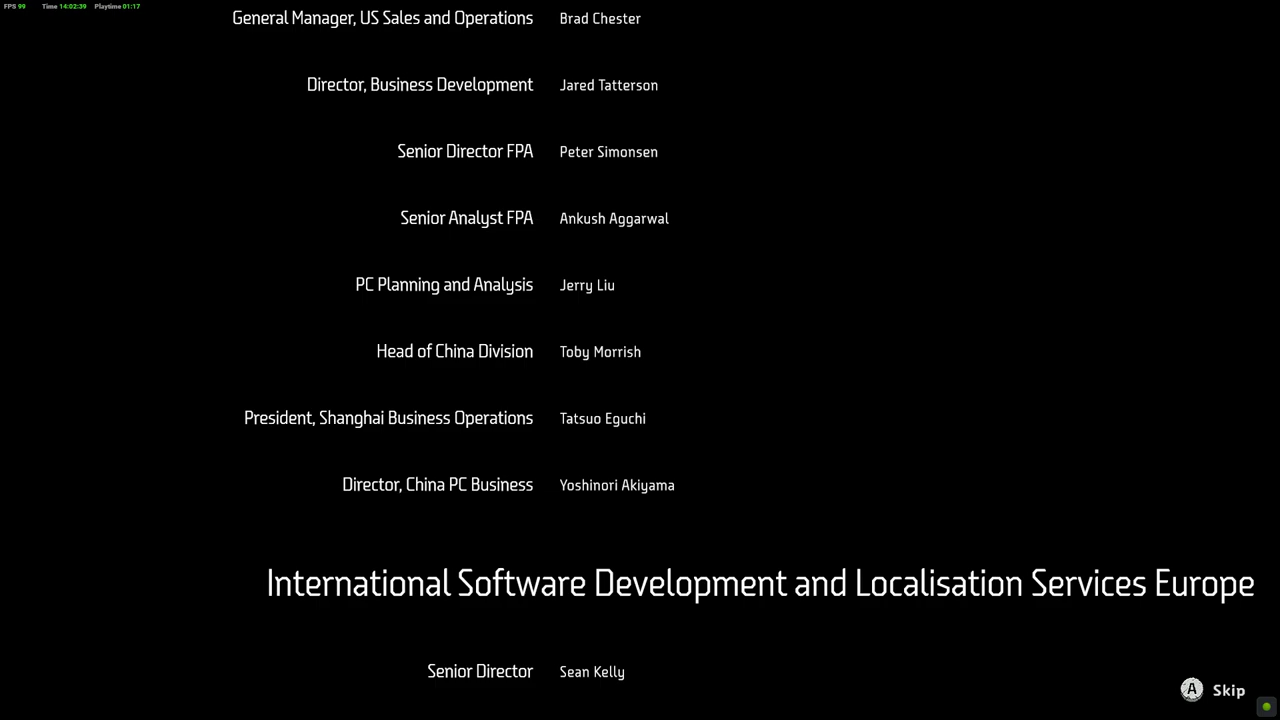 FPS 99 Time 14:02:39 Playtime 01:17
General Manager, US Sales and Operations Brad Chester
Director, Business Development Jared Tatterson
Senior Director FPA Peter Simonsen
Senior Analyst FPA Ankush Aggarwal
PC Planning and Analysis Jerry Liu
Head of China Division Toby Morrish
President, Shanghai Business Operations Tatsuo Eguchi
Director, China PC Business Yoshinori Akiyama
International Software Development and Localisation Services Europe
Senior Director Sean Kelly
A Skip